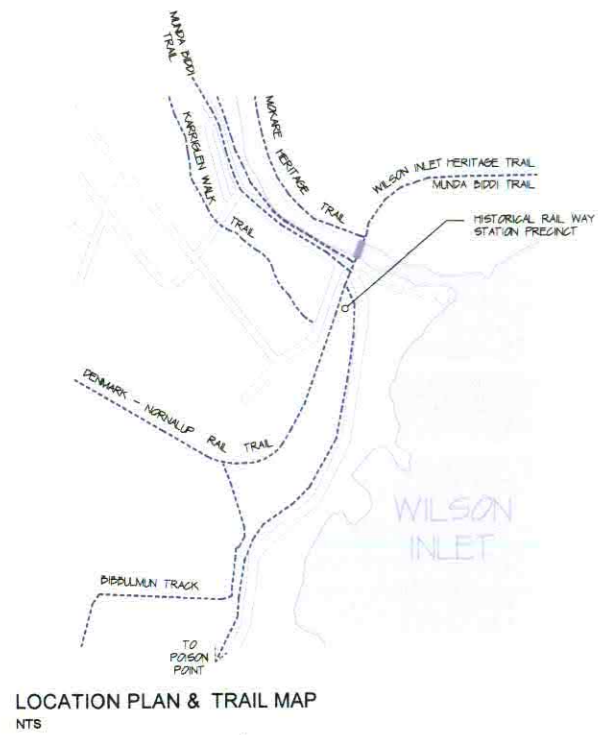 MUNDA BIDDI
TRAIL
KARRIGLEN WALK
TRAIL
MOKARE HERITAGE TRAIL
WILSON INLET HERITAGE TRAIL
MUNDA BIDDI TRAIL
HISTORICAL RAIL WAY
STATION PRECINCT
DENMARK - NORNALUP RAIL TRAIL
WILSON
INLET
BIBBULMUN TRACK
TO
POISON
POINT
LOCATION PLAN & TRAIL MAP
NTS